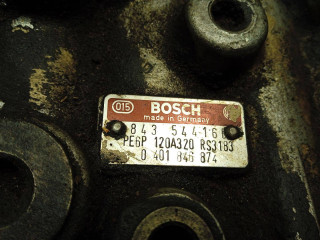 015 BOSCH
made in Germany
843 544-16
PE6P 120A320 RS3183
0 401 846 874